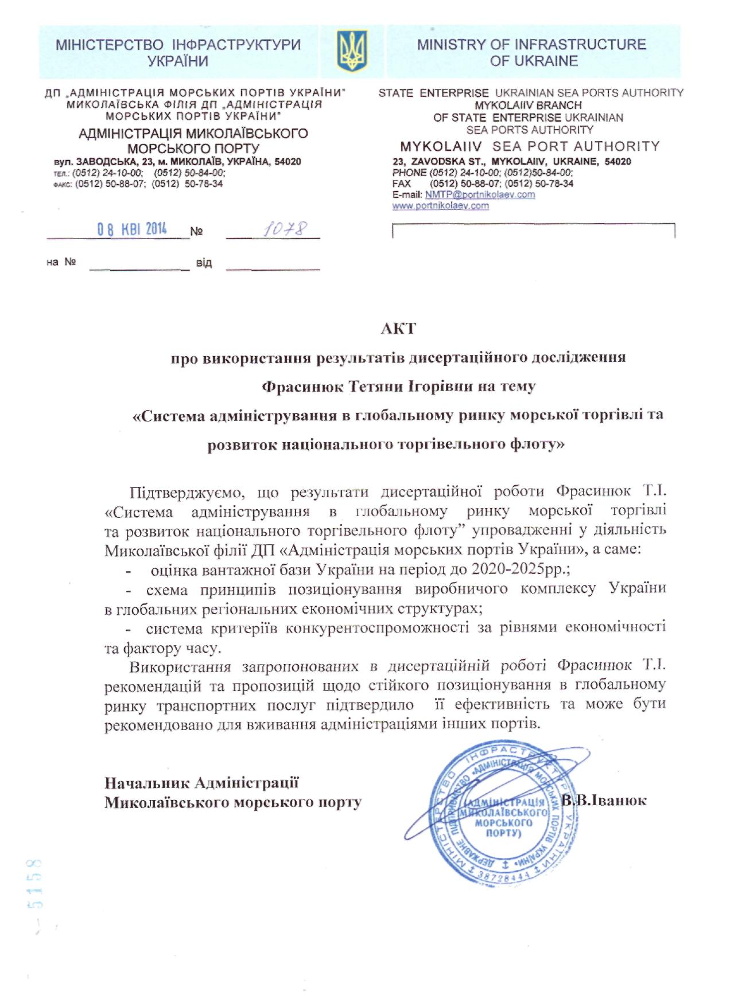 МІНІСТЕРСТВО ІНФРАСТРУКТУРИ
УКРАЇНИ
MINISTRY OF INFRASTRUCTURE
OF UKRAINE
ДП „АДМІНІСТРАЦІЯ МОРСЬКИХ ПОРТІВ УКРАЇНИ"
МИКОЛАЇВСЬКА ФІЛІЯ ДП „АДМІНІСТРАЦІЯ
МОРСЬКИХ ПОРТІВ УКРАЇНИ"
АДМІНІСТРАЦІЯ МИКОЛАЇВСЬКОГО
МОРСЬКОГО ПОРТУ
вул. ЗАВОДСЬКА, 23, м. МИКОЛАЇВ, УКРАЇНА, 54020
ТЕЛ.: (0512) 24-10-00; (0512) 50-84-00;
ФАКС: (0512) 50-88-07; (0512) 50-78-34
STATE ENTERPRISE UKRAINIAN SEA PORTS AUTHORITY
MYKOLAIIV BRANCH
OF STATE ENTERPRISE UKRAINIAN
SEA PORTS AUTHORITY
MYKOLAIIV SEA PORT AUTHORITY
23, ZAVODSKA ST., MYKOLAIIV, UKRAINE, 54020
PHONE (0512) 24-10-00; (0512)50-84-00;
FAX (0512) 50-88-07; (0512) 50-78-34
E-mail: NMTP@portnikolaev.com
www.portnikolaev.com
08 КВІ 2014 № 1078
на № від
АКТ
про використання результатів дисертаційного дослідження
Фрасинюк Тетяни Ігорівни на тему
«Система адміністрування в глобальному ринку морської торгівлі та
розвиток національного торгівельного флоту»
Підтверджуємо, що результати дисертаційної роботи Фрасинюк Т.І.
«Система адміністрування в глобальному ринку морської торгівлі
та розвиток національного торгівельного флоту” упровадженні у діяльність
Миколаївської філії ДП «Адміністрація морських портів України», а саме:
- оцінка вантажної бази України на період до 2020-2025рр.;
- схема принципів позиціонування виробничого комплексу України
в глобальних регіональних економічних структурах;
- система критеріїв конкурентоспроможності за рівнями економічності
та фактору часу.
Використання запропонованих в дисертаційній роботі Фрасинюк Т.І.
рекомендацій та пропозицій щодо стійкого позиціонування в глобальному
ринку транспортних послуг підтвердило її ефективність та може бути
рекомендовано для вживання адміністраціями інших портів.
Начальник Адміністрації
Миколаївського морського порту В.В.Іванюк
МІНІСТЕРСТВО ІНФРАСТРУКТУРИ УКРАЇНИ
38728444
ДЕРЖАВНЕ ПІДПРИЄМСТВО «АДМІНІСТРАЦІЯ МОРСЬКИХ ПОРТІВ УКРАЇНИ»
(АДМІНІСТРАЦІЯ
МИКОЛАЇВСЬКОГО
МОРСЬКОГО
ПОРТУ)
5158